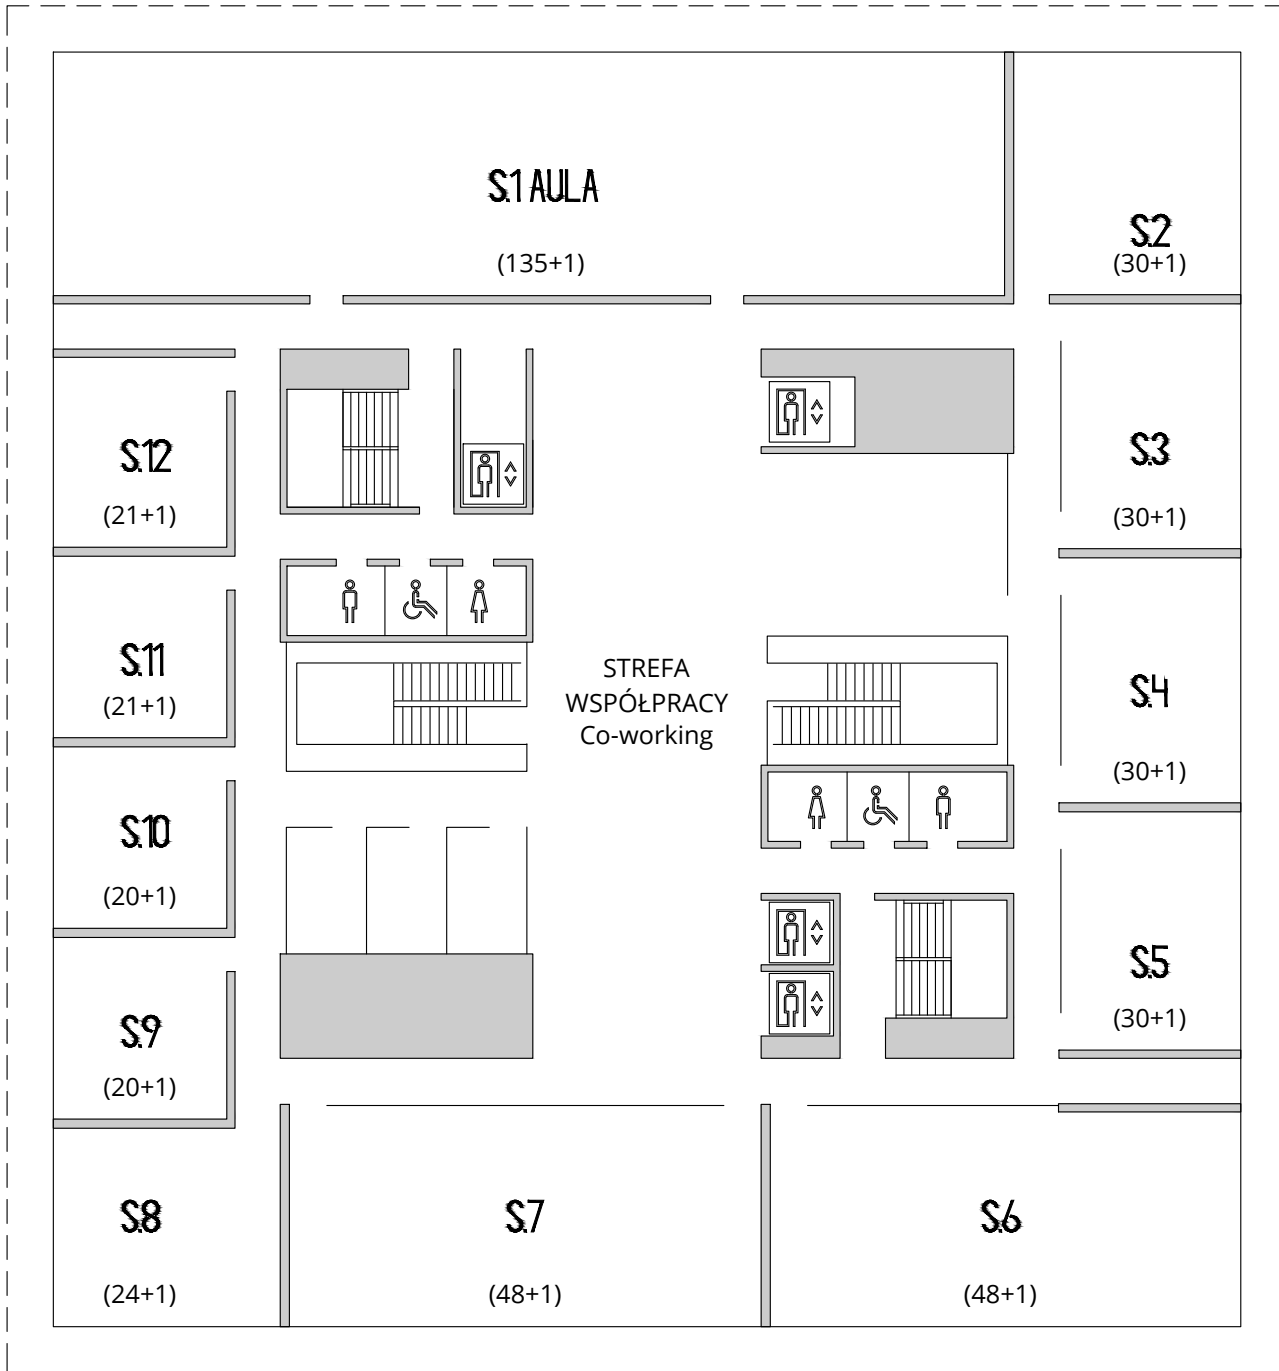 S.1 AULA
(135+1)
S.2
(30+1)
S.12
(21+1)
S.3
(30+1)
S.11
(21+1)
STREFA
WSPÓŁPRACY
Co-working
S.4
(30+1)
S.10
(20+1)
S.5
(30+1)
S.9
(20+1)
S.8
(24+1)
S.7
(48+1)
S.6
(48+1)